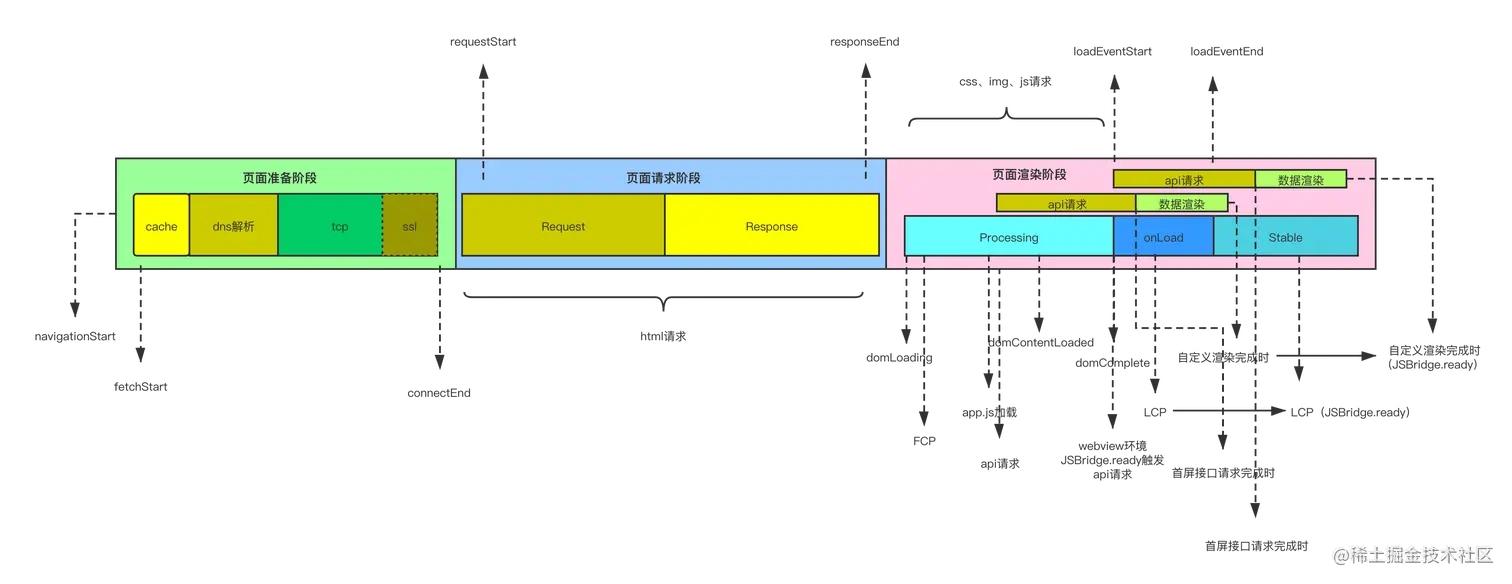 requestStart
responseEnd
loadEventStart
loadEventEnd
css、img、js请求
页面准备阶段
页面请求阶段
页面渲染阶段
api请求
数据渲染
api请求
数据渲染
cache
dns解析
tcp
ssl
Request
Response
Processing
onLoad
Stable
navigationStart
fetchStart
connectEnd
html请求
domLoading
domContentLoaded
domComplete
自定义渲染完成时
自定义渲染完成时
(JSBridge.ready)
app.js加载
LCP
LCP（JSBridge.ready）
FCP
api请求
webview环境
JSBridge.ready触发
api请求
首屏接口请求完成时
首屏接口请求完成时
@稀土掘金技术社区